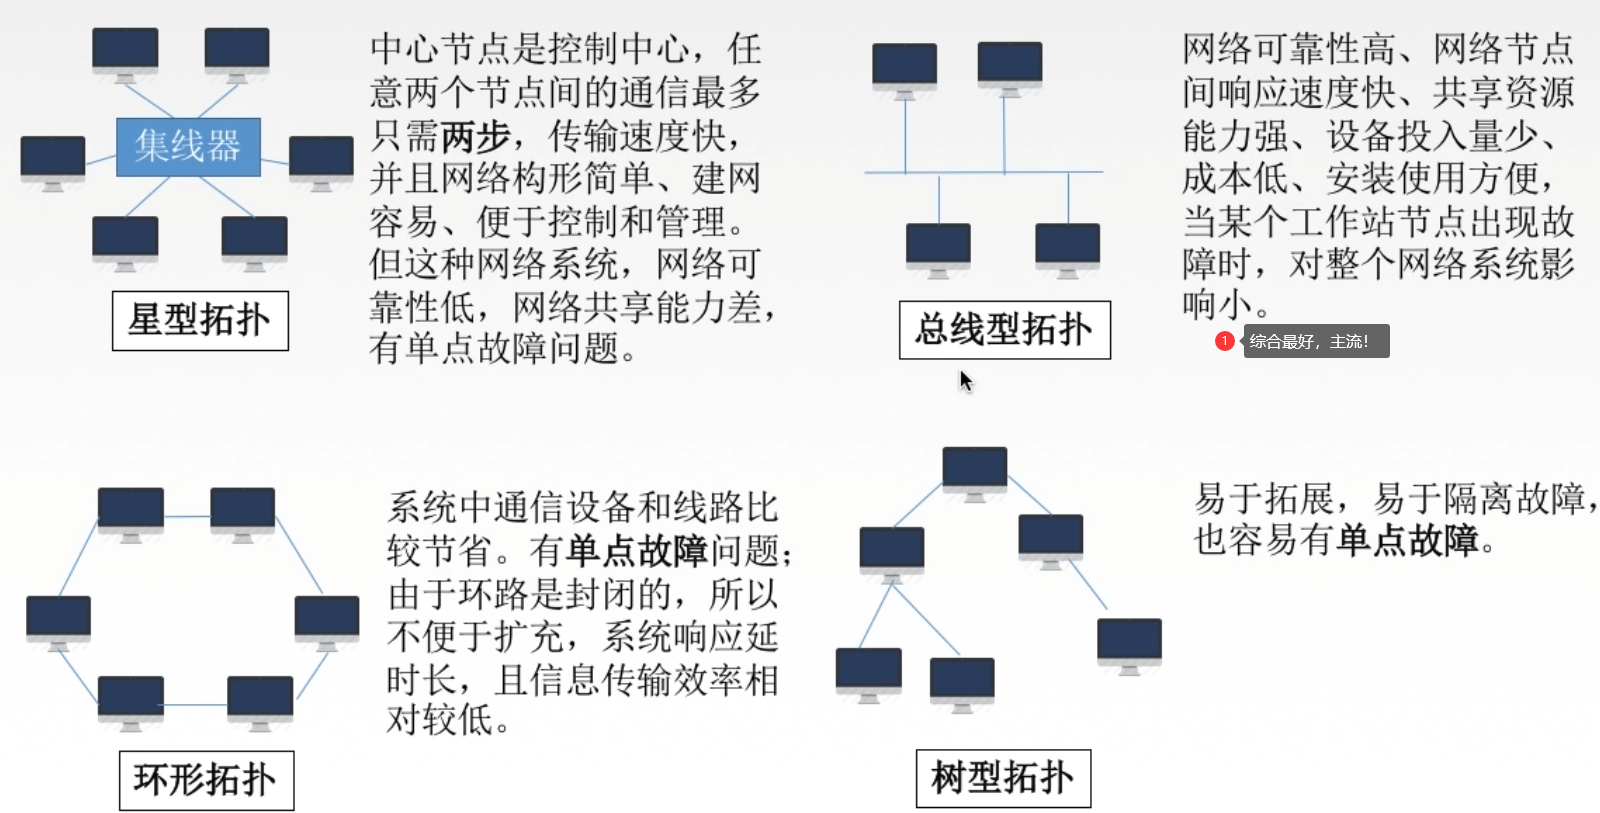 集线器
星型拓扑
中心节点是控制中心，任
意两个节点间的通信最多
只需两步，传输速度快，
并且网络构形简单、建网
容易、便于控制和管理。
但这种网络系统，网络可
靠性低，网络共享能力差，
有单点故障问题。
总线型拓扑
网络可靠性高、网络节点
间响应速度快、共享资源
能力强、设备投入量少、
成本低、安装使用方便，
当某个工作站节点出现故
障时，对整个网络系统影
响小。
1
综合最好，主流！
环形拓扑
系统中通信设备和线路比
较节省。有单点故障问题；
由于环路是封闭的，所以
不便于扩充，系统响应延
时长，且信息传输效率相
对较低。
树型拓扑
易于拓展，易于隔离故障，
也容易有单点故障。